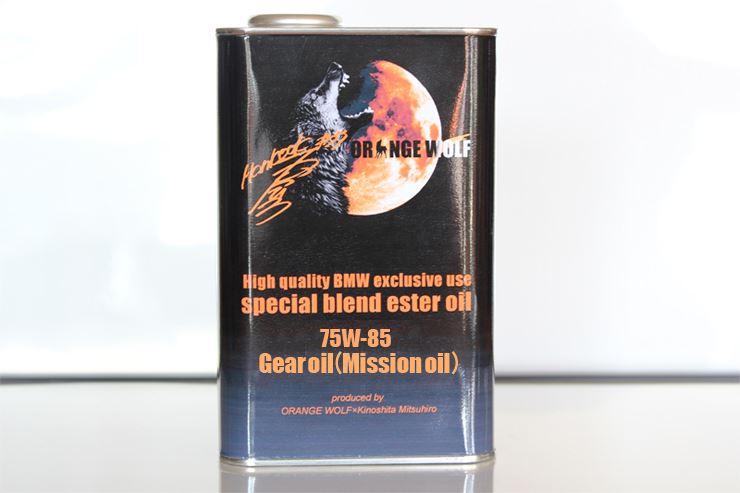 ORANGE WOLF
High quality BMW exclusive use
special blend ester oil
75W-85
Gear oil(Mission oil)
produced by
ORANGE WOLF×Kinoshita Mitsuhiro